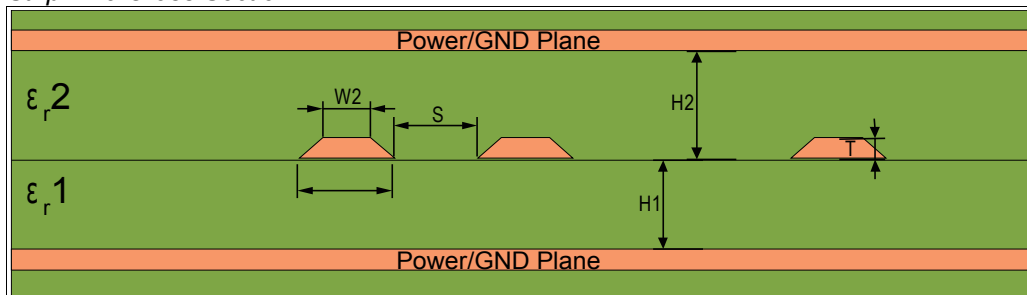 Power/GND Plane
εr2
W2
S
H2
T
εr1
H1
Power/GND Plane